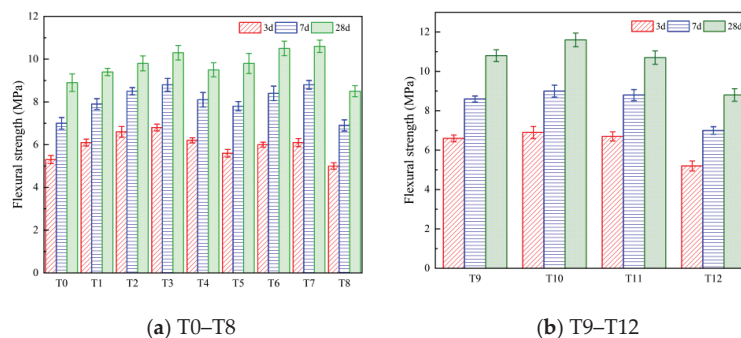 12
10
8
6
4
2
0
Flexural strength (MPa)
3d 7d 28d
T0 T1 T2 T3 T4 T5 T6 T7 T8
(a) T0–T8
12
10
8
6
4
2
0
Flexural strength (MPa)
3d 7d 28d
T9 T10 T11 T12
(b) T9–T12